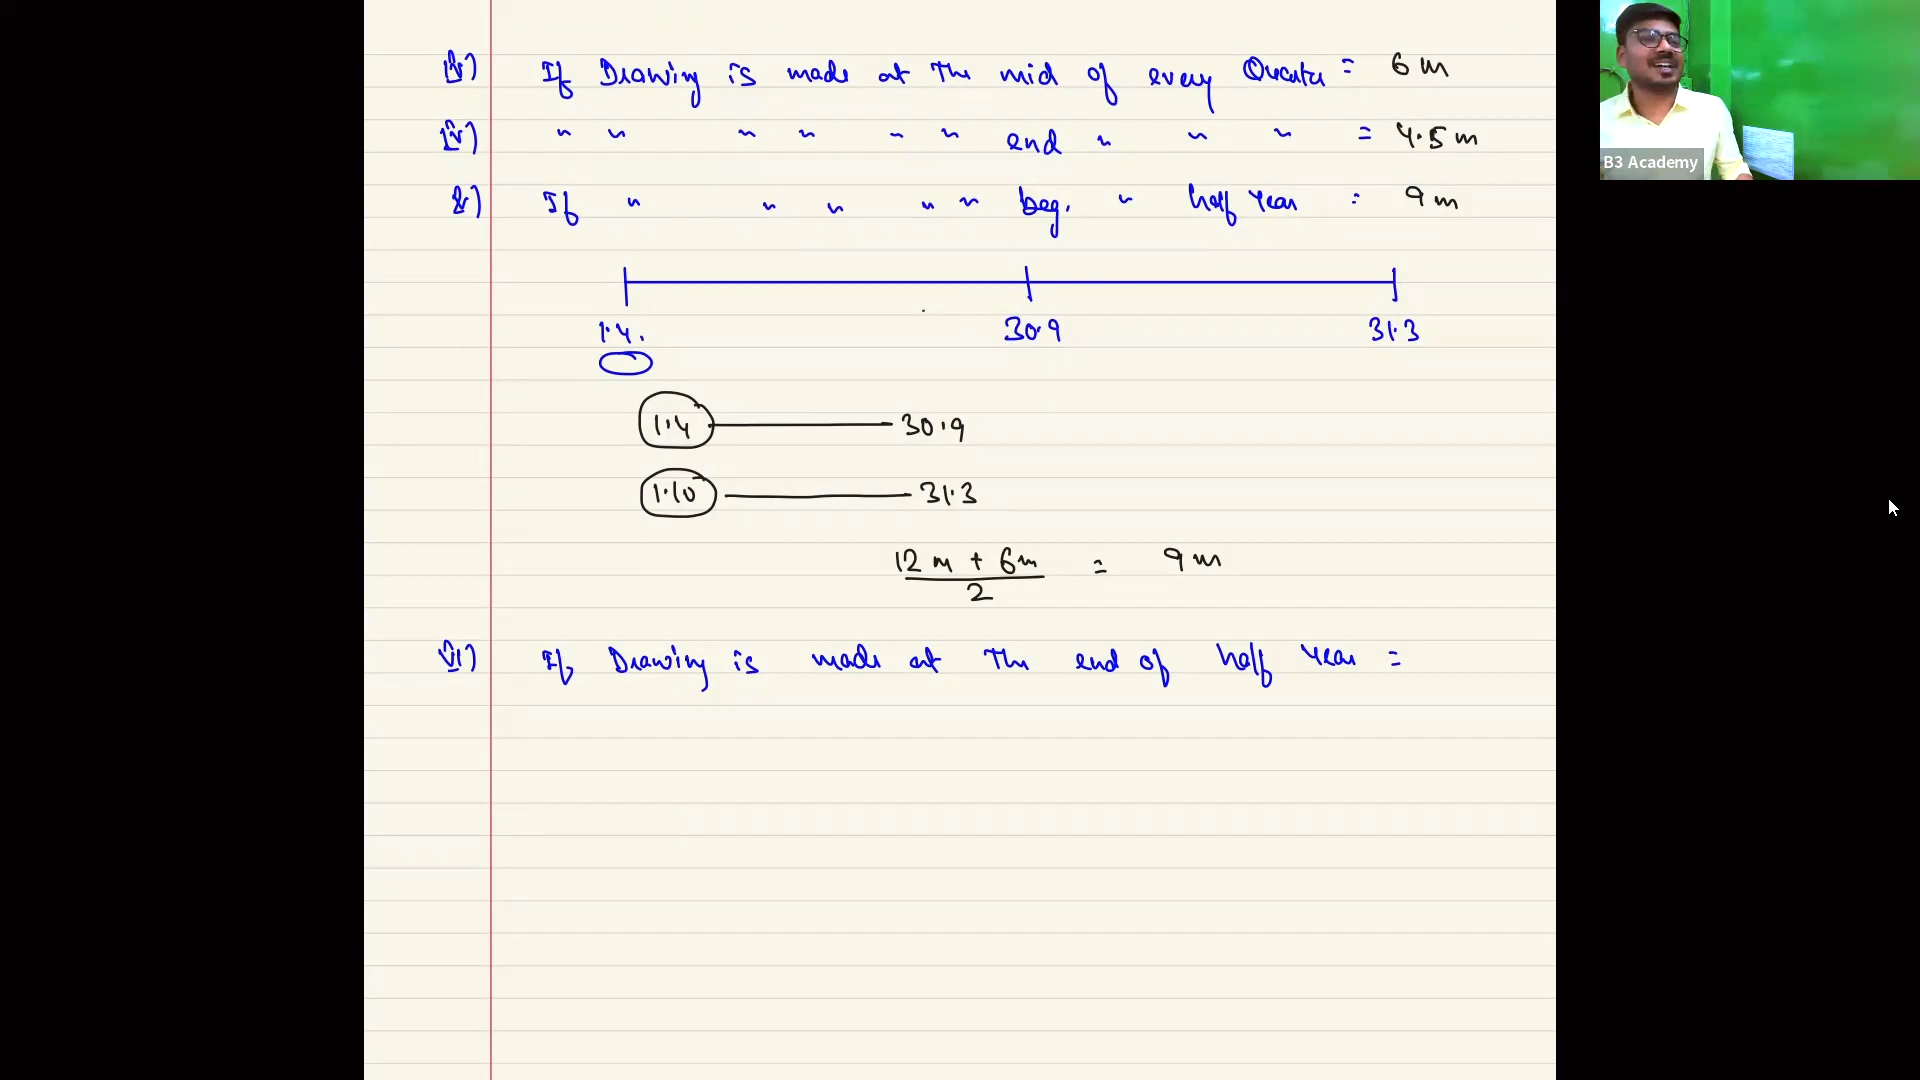 iv) If Drawing is made at the mid of every Quarter = 6 m
iv) " " " " " " end " " " = 4.5 m
v) If " " " " " beg. " half Year = 9 m
1.4. 30.9 31.3
1.4 30.9
1.10 31.3
12 m + 6m = 9 m
2
vi) If Drawing is made at the end of half Year =
B3 Academy